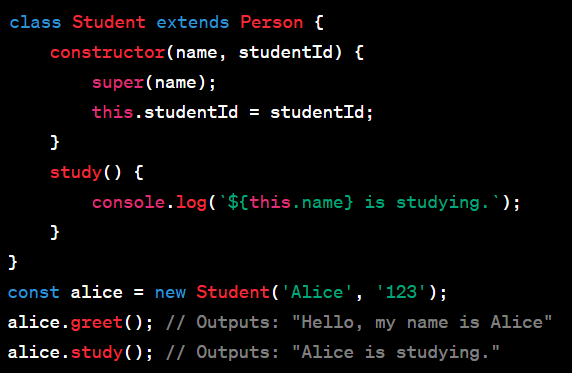 class Student extends Person {
    constructor(name, studentId) {
        super(name);
        this.studentId = studentId;
    }
    study() {
        console.log(`${this.name} is studying.`);
    }
}
const alice = new Student('Alice', '123');
alice.greet(); // Outputs: "Hello, my name is Alice"
alice.study(); // Outputs: "Alice is studying."